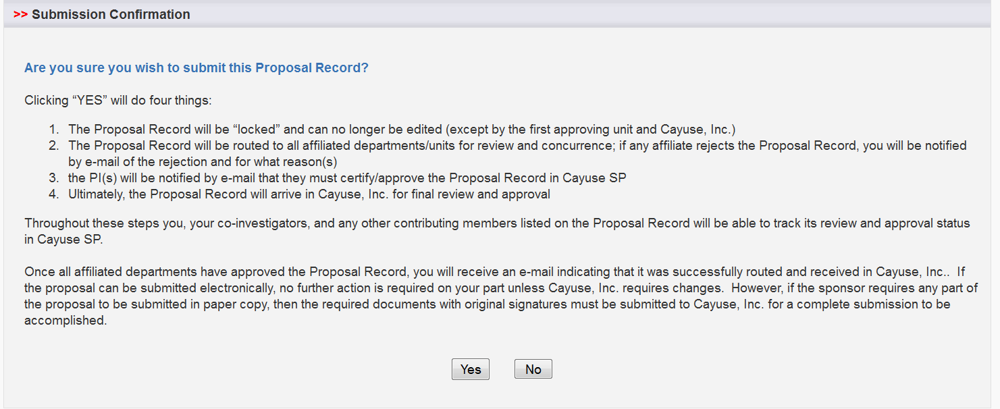 >> Submission Confirmation
Are you sure you wish to submit this Proposal Record?
Clicking “YES” will do four things:
1. The Proposal Record will be “locked” and can no longer be edited (except by the first approving unit and Cayuse, Inc.)
2. The Proposal Record will be routed to all affiliated departments/units for review and concurrence; if any affiliate rejects the Proposal Record, you will be notified
by e-mail of the rejection and for what reason(s)
3. the PI(s) will be notified by e-mail that they must certify/approve the Proposal Record in Cayuse SP
4. Ultimately, the Proposal Record will arrive in Cayuse, Inc. for final review and approval
Throughout these steps you, your co-investigators, and any other contributing members listed on the Proposal Record will be able to track its review and approval status
in Cayuse SP.
Once all affiliated departments have approved the Proposal Record, you will receive an e-mail indicating that it was successfully routed and received in Cayuse, Inc..  If
the proposal can be submitted electronically, no further action is required on your part unless Cayuse, Inc. requires changes.  However, if the sponsor requires any part of
the proposal to be submitted in paper copy, then the required documents with original signatures must be submitted to Cayuse, Inc. for a complete submission to be
accomplished.
Yes No